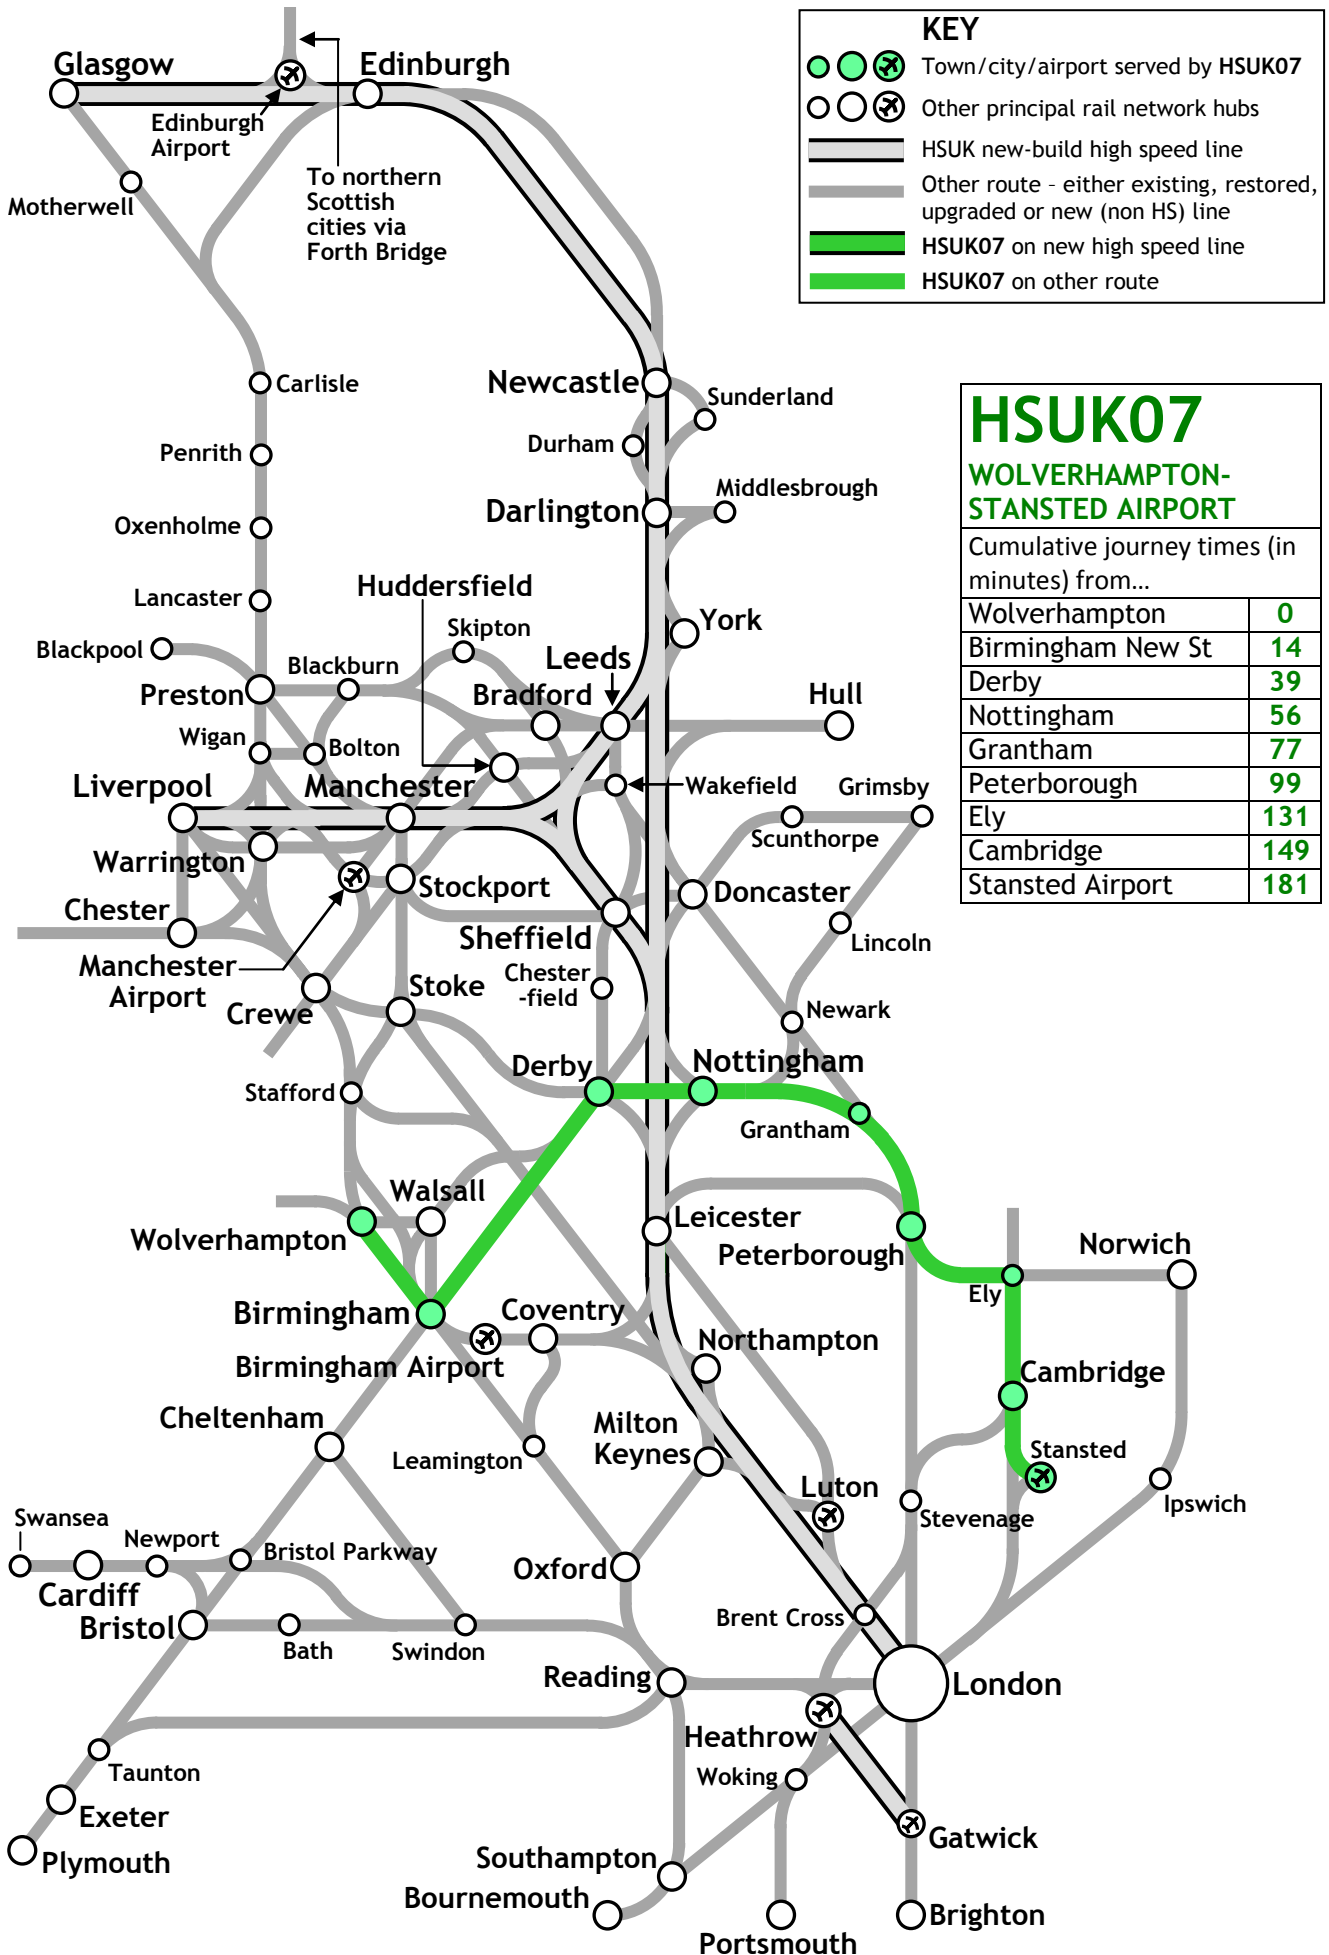 KEY
Town/city/airport served by HSUK07
Other principal rail network hubs
HSUK new-build high speed line
Other route - either existing, restored,
upgraded or new (non HS) line
HSUK07 on new high speed line
HSUK07 on other route
HSUK07
WOLVERHAMPTON-
STANSTED AIRPORT
Cumulative journey times (in
minutes) from...
Wolverhampton 0
Birmingham New St 14
Derby 39
Nottingham 56
Grantham 77
Peterborough 99
Ely 131
Cambridge 149
Stansted Airport 181
Glasgow
Edinburgh
Edinburgh
Airport
To northern
Scottish
cities via
Forth Bridge
Motherwell
Carlisle
Newcastle
Sunderland
Durham
Penrith
Middlesbrough
Darlington
Oxenholme
Huddersfield
Lancaster
York
Skipton
Blackpool
Leeds
Blackburn
Preston
Bradford
Hull
Wigan
Bolton
Liverpool
Manchester
Wakefield
Grimsby
Scunthorpe
Warrington
Stockport
Doncaster
Chester
Sheffield
Lincoln
Manchester
Airport
Chester
-field
Stoke
Crewe
Newark
Derby
Nottingham
Stafford
Grantham
Walsall
Leicester
Wolverhampton
Peterborough
Norwich
Ely
Birmingham
Coventry
Northampton
Birmingham Airport
Cambridge
Cheltenham
Milton
Keynes
Leamington
Stansted
Luton
Ipswich
Swansea
Stevenage
Newport
Bristol Parkway
Oxford
Cardiff
Bristol
Brent Cross
Bath
Swindon
Reading
London
Heathrow
Taunton
Woking
Exeter
Gatwick
Plymouth
Southampton
Bournemouth
Brighton
Portsmouth